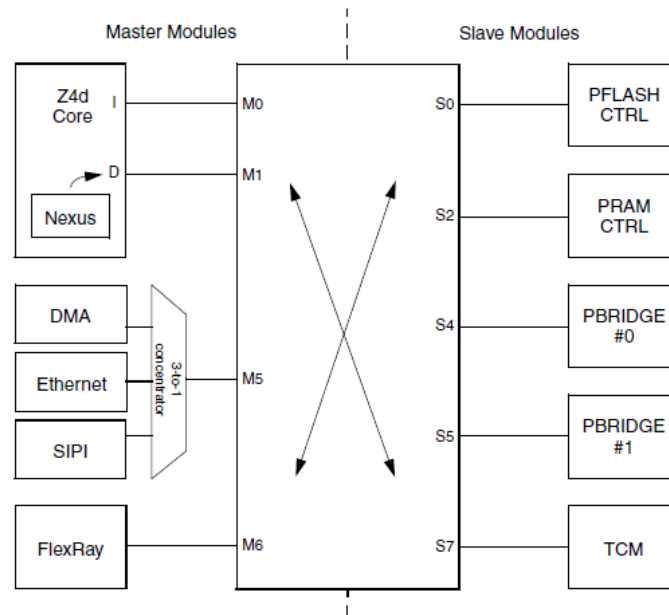 Master Modules
Slave Modules
Z4d
Core
I
D
Nexus
DMA
Ethernet
SIPI
FlexRay
3-to-1
concentrator
M0
M1
M5
M6
S0
S2
S4
S5
S7
PFLASH
CTRL
PRAM
CTRL
PBRIDGE
#0
PBRIDGE
#1
TCM